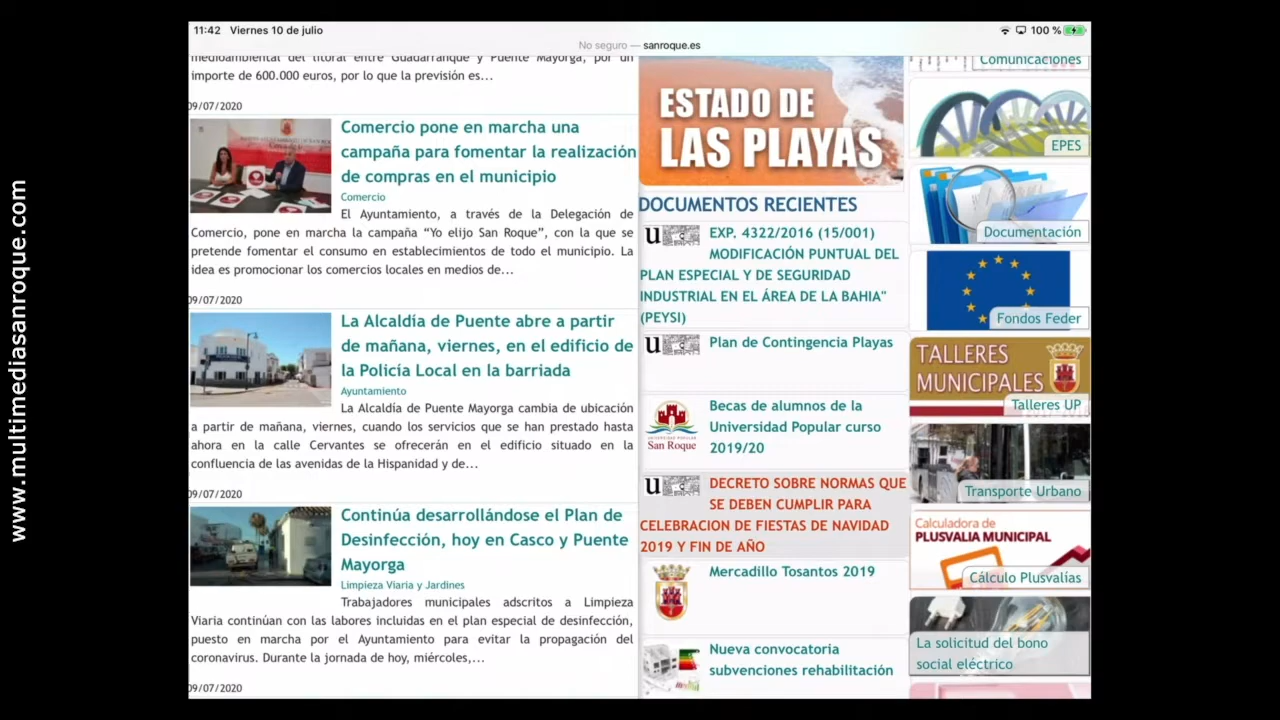 www.multimediasanroque.com
11:42 Viernes 10 de julio
100 %
No seguro — sanroque.es
medioambiental del litoral entre Guadarranque y Puente Mayorga, por un
importe de 600.000 euros, por lo que la previsión es...
09/07/2020
Comercio pone en marcha una
campaña para fomentar la realización
de compras en el municipio
Comercio
El Ayuntamiento, a través de la Delegación de
Comercio, pone en marcha la campaña “Yo elijo San Roque”, con la que se
pretende fomentar el consumo en establecimientos de todo el municipio. La
idea es promocionar los comercios locales en medios de...
09/07/2020
La Alcaldía de Puente abre a partir
de mañana, viernes, en el edificio de
la Policía Local en la barriada
Ayuntamiento
La Alcaldía de Puente Mayorga cambia de ubicación
a partir de mañana, viernes, cuando los servicios que se han prestado hasta
ahora en la calle Cervantes se ofrecerán en el edificio situado en la
confluencia de las avenidas de la Hispanidad y de...
09/07/2020
Continúa desarrollándose el Plan de
Desinfección, hoy en Casco y Puente
Mayorga
Limpieza Viaria y Jardines
Trabajadores municipales adscritos a Limpieza
Viaria continúan con las labores incluidas en el plan especial de desinfección,
puesto en marcha por el Ayuntamiento para evitar la propagación del
coronavirus. Durante la jornada de hoy, miércoles,...
09/07/2020
ESTADO DE
LAS PLAYAS
DOCUMENTOS RECIENTES
EXP. 4322/2016 (15/001)
MODIFICACIÓN PUNTUAL DEL
PLAN ESPECIAL Y DE SEGURIDAD
INDUSTRIAL EN EL ÁREA DE LA BAHIA"
(PEYSI)
Plan de Contingencia Playas
Becas de alumnos de la
Universidad Popular curso
2019/20
UNIVERSIDAD POPULAR
San Roque
DECRETO SOBRE NORMAS QUE
SE DEBEN CUMPLIR PARA
CELEBRACION DE FIESTAS DE NAVIDAD
2019 Y FIN DE AÑO
Mercadillo Tosantos 2019
Nueva convocatoria
subvenciones rehabilitación
Comunicaciones
EPES
Documentación
Fondos Feder
TALLERES
MUNICIPALES
Talleres UP
Transporte Urbano
Calculadora de
PLUSVALIA MUNICIPAL
Cálculo Plusvalías
La solicitud del bono
social eléctrico